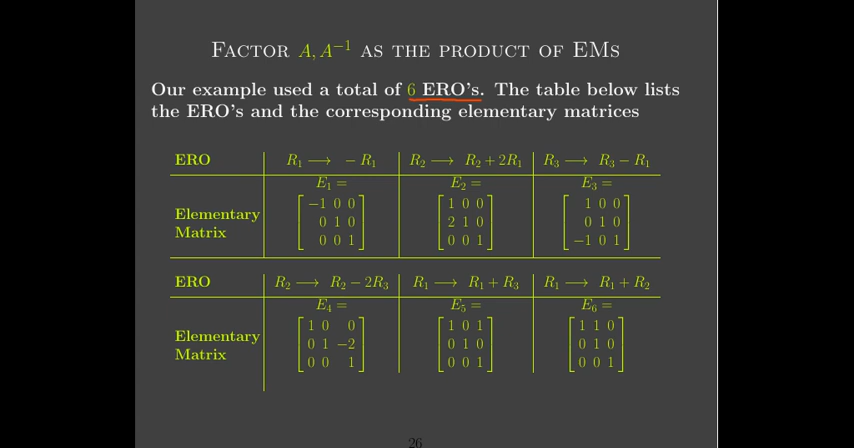 FACTOR A, A⁻¹ AS THE PRODUCT OF EMS
Our example used a total of 6 ERO's. The table below lists
the ERO's and the corresponding elementary matrices
ERO R₁ ⟶ −R₁ R₂ ⟶ R₂ + 2R₁ R₃ ⟶ R₃ − R₁
E₁ = E₂ = E₃ =
−1 0 0 1 0 0 1 0 0
Elementary 0 1 0 2 1 0 0 1 0
Matrix 0 0 1 0 0 1 −1 0 1
ERO R₂ ⟶ R₂ − 2R₃ R₁ ⟶ R₁ + R₃ R₁ ⟶ R₁ + R₂
E₄ = E₅ = E₆ =
1 0 0 1 0 1 1 1 0
Elementary 0 1 −2 0 1 0 0 1 0
Matrix 0 0 1 0 0 1 0 0 1
26